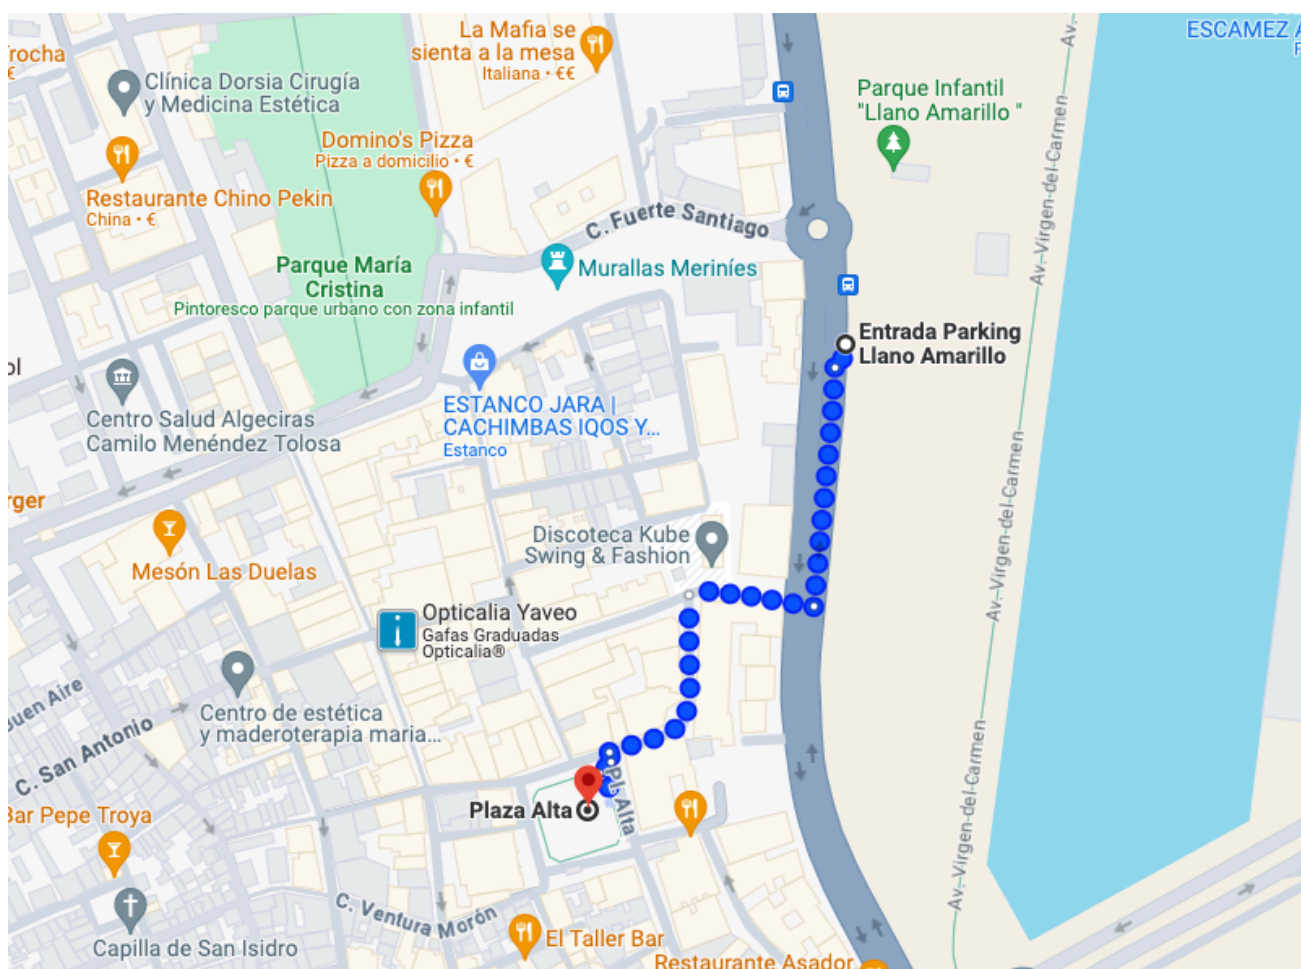 ESCAMEZ A
La Mafia se
sienta a la mesa
Italiana • €€
Trocha
€
Clínica Dorsia Cirugía
y Medicina Estética
Parque Infantil
"Llano Amarillo "
Av.
Av.-Virgen-del-Carmen
Domino's Pizza
Pizza a domicilio • €
Restaurante Chino Pekin
China • €
C. Fuerte Santiago
Parque María
Cristina
Pintoresco parque urbano con zona infantil
Murallas Meriníes
Entrada Parking
Llano Amarillo
ol
Centro Salud Algeciras
Camilo Menéndez Tolosa
ESTANCO JARA |
CACHIMBAS IQOS Y...
Estanco
rger
Av.-Virgen-del-Carmen
Discoteca Kube
Swing & Fashion
Mesón Las Duelas
Opticalia Yaveo
Gafas Graduadas
Opticalia®
Buen Aire
Centro de estética
y maderoterapia maria...
C. San Antonio
Av.-Virgen-del-Carmen
Pl. Alta
Plaza Alta
Bar Pepe Troya
C. Ventura Morón
Capilla de San Isidro
El Taller Bar
Restaurante Asador